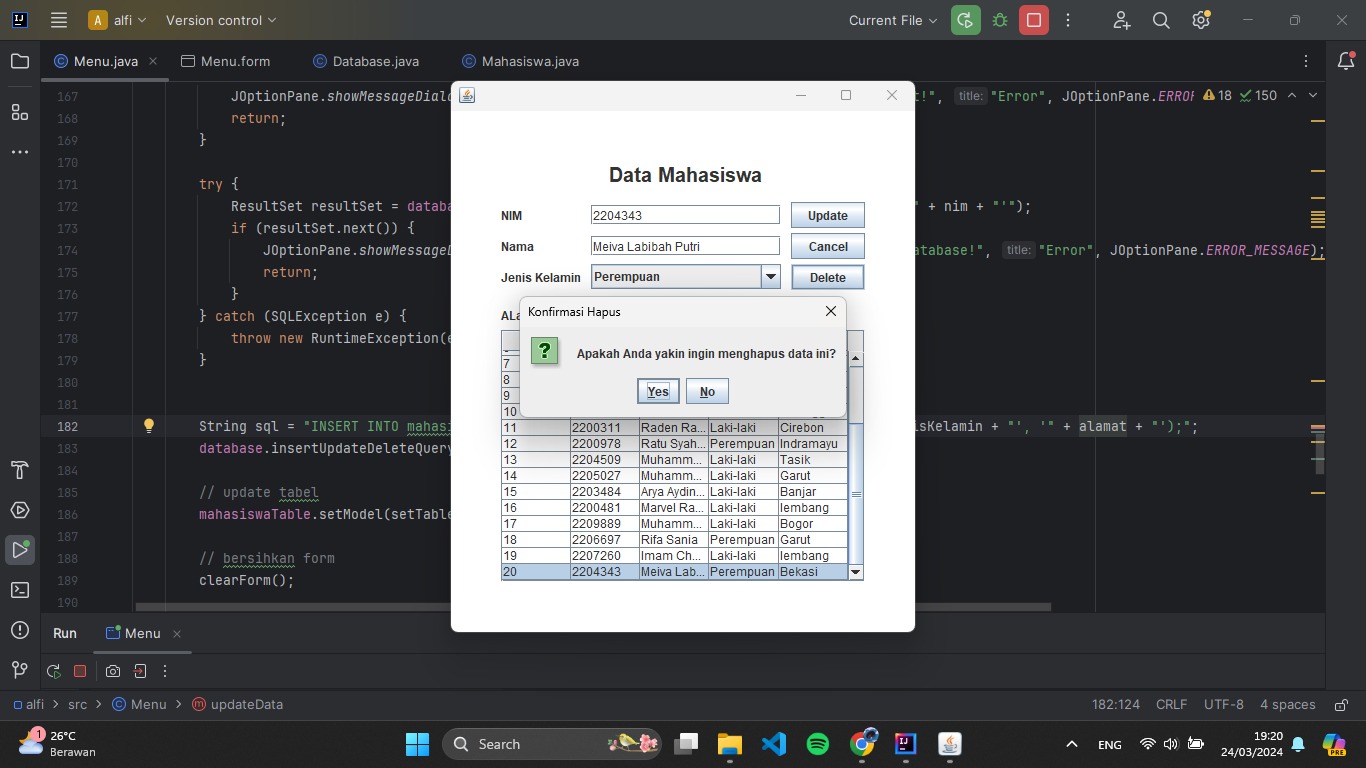 A alfi Version control Current File
Menu.java Menu.form Database.java Mahasiswa.java
167 JOptionPane.showMessageDial t!", title: "Error", JOptionPane.ERROR 18 150
168 return;
169 }
170
171 try {
172 ResultSet resultSet = databa " + nim + "'");
173 if (resultSet.next()) {
174 JOptionPane.showMessageD atabase!", title: "Error", JOptionPane.ERROR_MESSAGE);
175 return;
176 }
177 } catch (SQLException e) {
178 throw new RuntimeException(e
179 }
180
181
182 String sql = "INSERT INTO mahasi sKelamin + "', '" + alamat + "');";
183 database.insertUpdateDeleteQuery
184
185 // update tabel
186 mahasiswaTable.setModel(setTable
187
188 // bersihkan form
189 clearForm();
190
Data Mahasiswa
NIM 2204343 Update
Nama Meiva Labibah Putri Cancel
Jenis Kelamin Perempuan Delete
ALa
Konfirmasi Hapus
Apakah Anda yakin ingin menghapus data ini?
Yes No
7
8
9
10
11 2200311 Raden Ra... Laki-laki Cirebon
12 2200978 Ratu Syah... Perempuan Indramayu
13 2204509 Muhamm... Laki-laki Tasik
14 2205027 Muhamm... Laki-laki Garut
15 2203484 Arya Aydin... Laki-laki Banjar
16 2200481 Marvel Ra... Laki-laki lembang
17 2209889 Muhamm... Laki-laki Bogor
18 2206697 Rifa Sania Perempuan Garut
19 2207260 Imam Ch... Laki-laki lembang
20 2204343 Meiva Lab... Perempuan Bekasi
Run Menu
alfi > src > Menu > updateData 182:124 CRLF UTF-8 4 spaces
1 26°C
Berawan
Search
ENG
19:20
24/03/2024
PRE